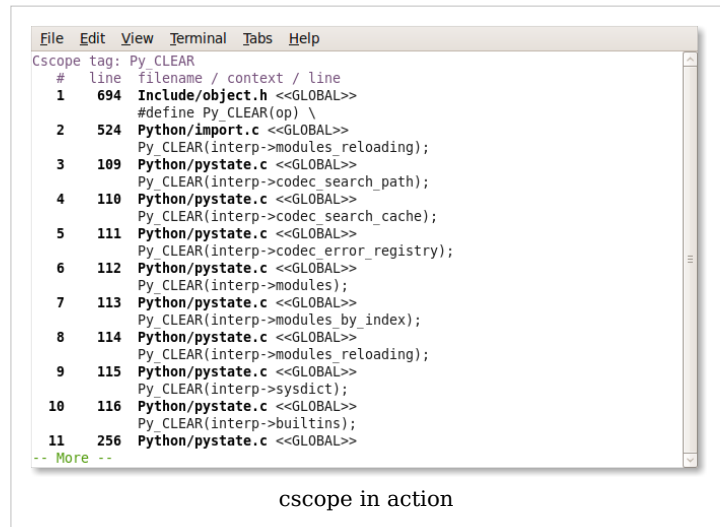 File Edit View Terminal Tabs Help
Cscope tag: Py_CLEAR
# line filename / context / line
1 694 Include/object.h <<GLOBAL>>
#define Py_CLEAR(op) \
2 524 Python/import.c <<GLOBAL>>
Py_CLEAR(interp->modules_reloading);
3 109 Python/pystate.c <<GLOBAL>>
Py_CLEAR(interp->codec_search_path);
4 110 Python/pystate.c <<GLOBAL>>
Py_CLEAR(interp->codec_search_cache);
5 111 Python/pystate.c <<GLOBAL>>
Py_CLEAR(interp->codec_error_registry);
6 112 Python/pystate.c <<GLOBAL>>
Py_CLEAR(interp->modules);
7 113 Python/pystate.c <<GLOBAL>>
Py_CLEAR(interp->modules_by_index);
8 114 Python/pystate.c <<GLOBAL>>
Py_CLEAR(interp->modules_reloading);
9 115 Python/pystate.c <<GLOBAL>>
Py_CLEAR(interp->sysdict);
10 116 Python/pystate.c <<GLOBAL>>
Py_CLEAR(interp->builtins);
11 256 Python/pystate.c <<GLOBAL>>
-- More --
cscope in action